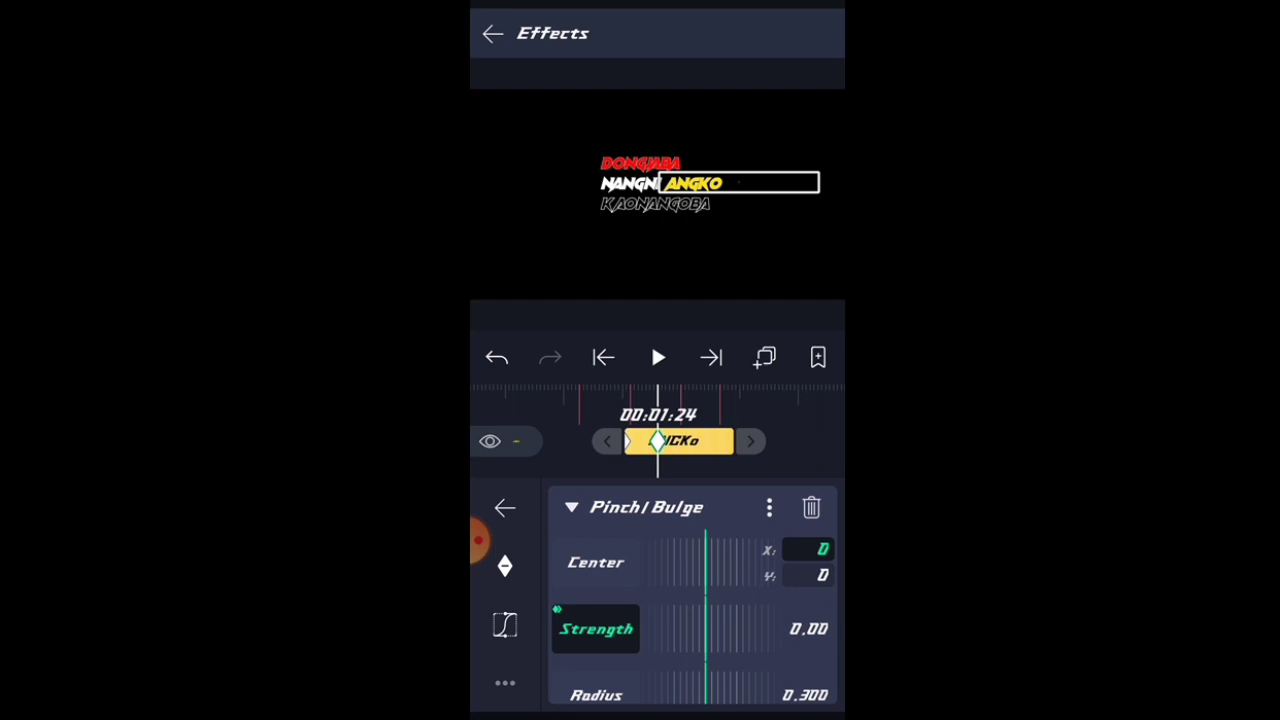 Effects
DONGJABA
NANGNI ANGKO
KAONANGOBA
00:01:24
ANGKo
Pinch/Bulge
Center
X: 0
Y: 0
Strength
0.00
Radius
0.300